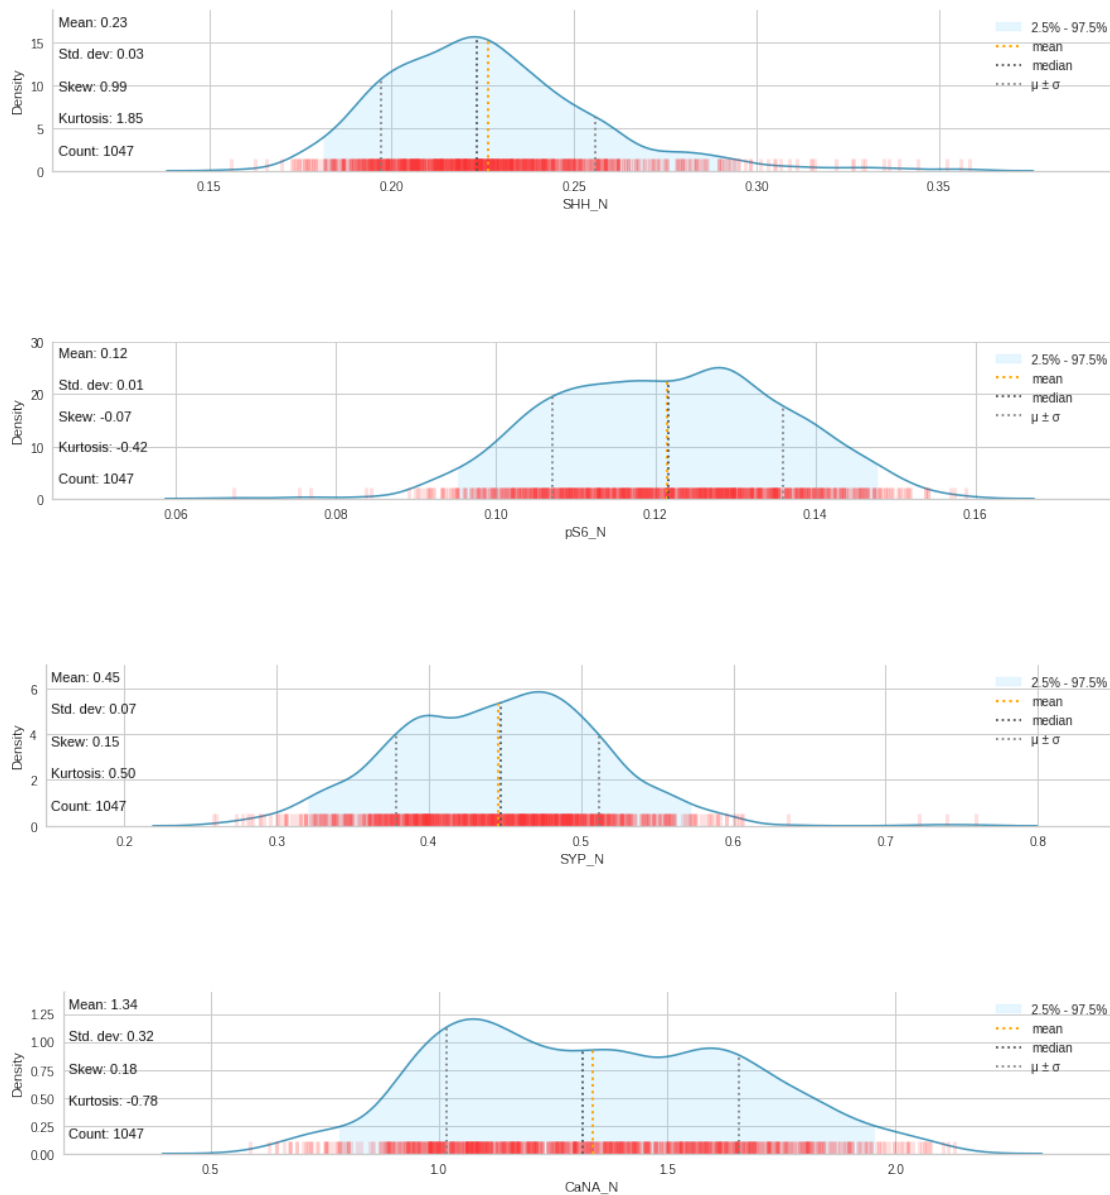 Mean: 0.23
Std. dev: 0.03
Skew: 0.99
Kurtosis: 1.85
Count: 1047
2.5% - 97.5%
mean
median
μ ± σ
Density
15
10
5
0
0.15 0.20 0.25 0.30 0.35
SHH_N
Mean: 0.12
Std. dev: 0.01
Skew: -0.07
Kurtosis: -0.42
Count: 1047
2.5% - 97.5%
mean
median
μ ± σ
Density
30
20
10
0
0.06 0.08 0.10 0.12 0.14 0.16
pS6_N
Mean: 0.45
Std. dev: 0.07
Skew: 0.15
Kurtosis: 0.50
Count: 1047
2.5% - 97.5%
mean
median
μ ± σ
Density
6
4
2
0
0.2 0.3 0.4 0.5 0.6 0.7 0.8
SYP_N
Mean: 1.34
Std. dev: 0.32
Skew: 0.18
Kurtosis: -0.78
Count: 1047
2.5% - 97.5%
mean
median
μ ± σ
Density
1.25
1.00
0.75
0.50
0.25
0.00
0.5 1.0 1.5 2.0
CaNA_N